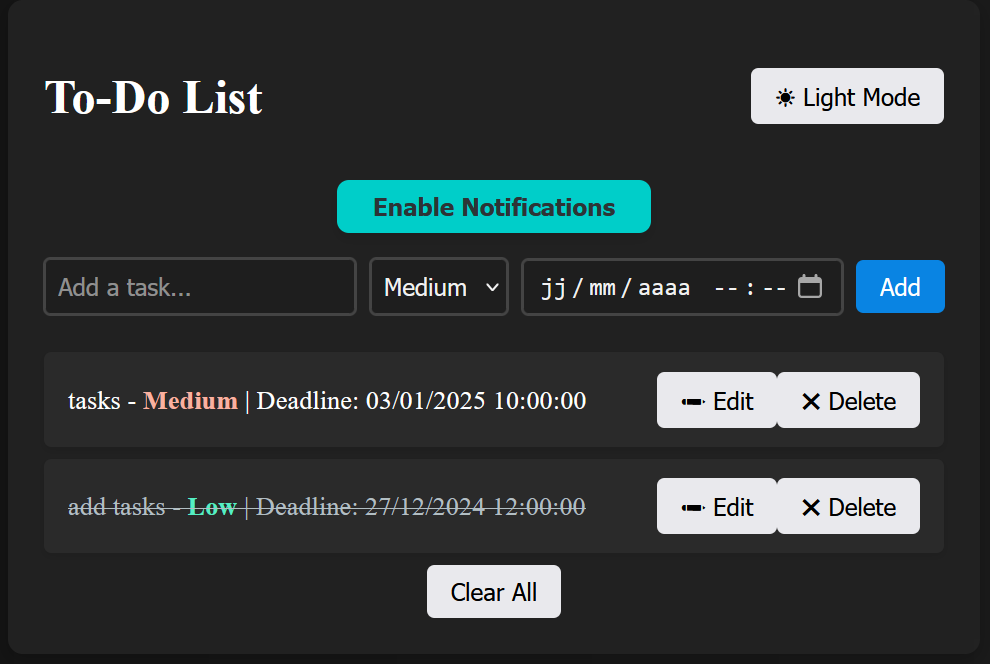 To-Do List
☀ Light Mode
Enable Notifications
Add a task... Medium jj/mm/aaaa --:-- Add
tasks - Medium | Deadline: 03/01/2025 10:00:00 ✏ Edit ✕ Delete
add tasks - Low | Deadline: 27/12/2024 12:00:00 ✏ Edit ✕ Delete
Clear All